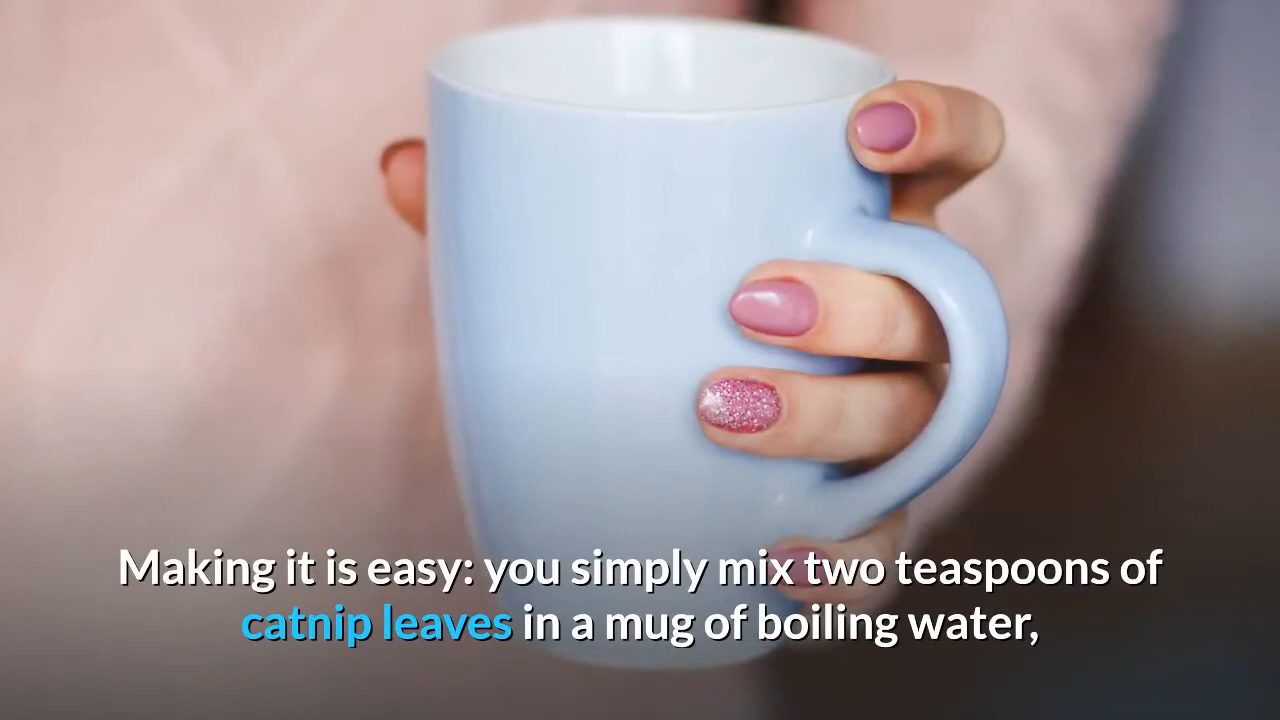 Making it is easy: you simply mix two teaspoons of
catnip leaves in a mug of boiling water,